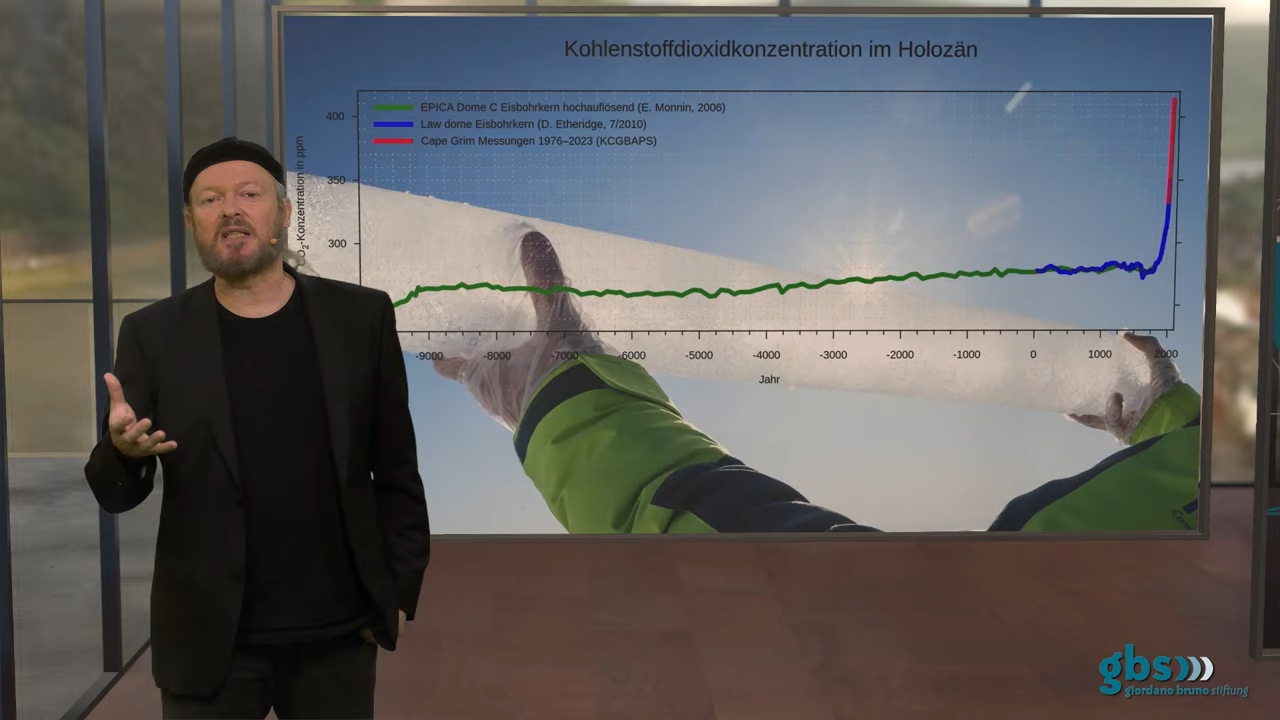 Kohlenstoffdioxidkonzentration im Holozän
EPICA Dome C Eisbohrkern hochauflösend (E. Monnin, 2006)
Law dome Eisbohrkern (D. Etheridge, 7/2010)
Cape Grim Messungen 1976–2023 (KCGBAPS)
400
350
300
O₂-Konzentration in ppm
-9000 -8000 -7000 -6000 -5000 -4000 -3000 -2000 -1000 0 1000 2000
Jahr
gbs
giordano bruno stiftung